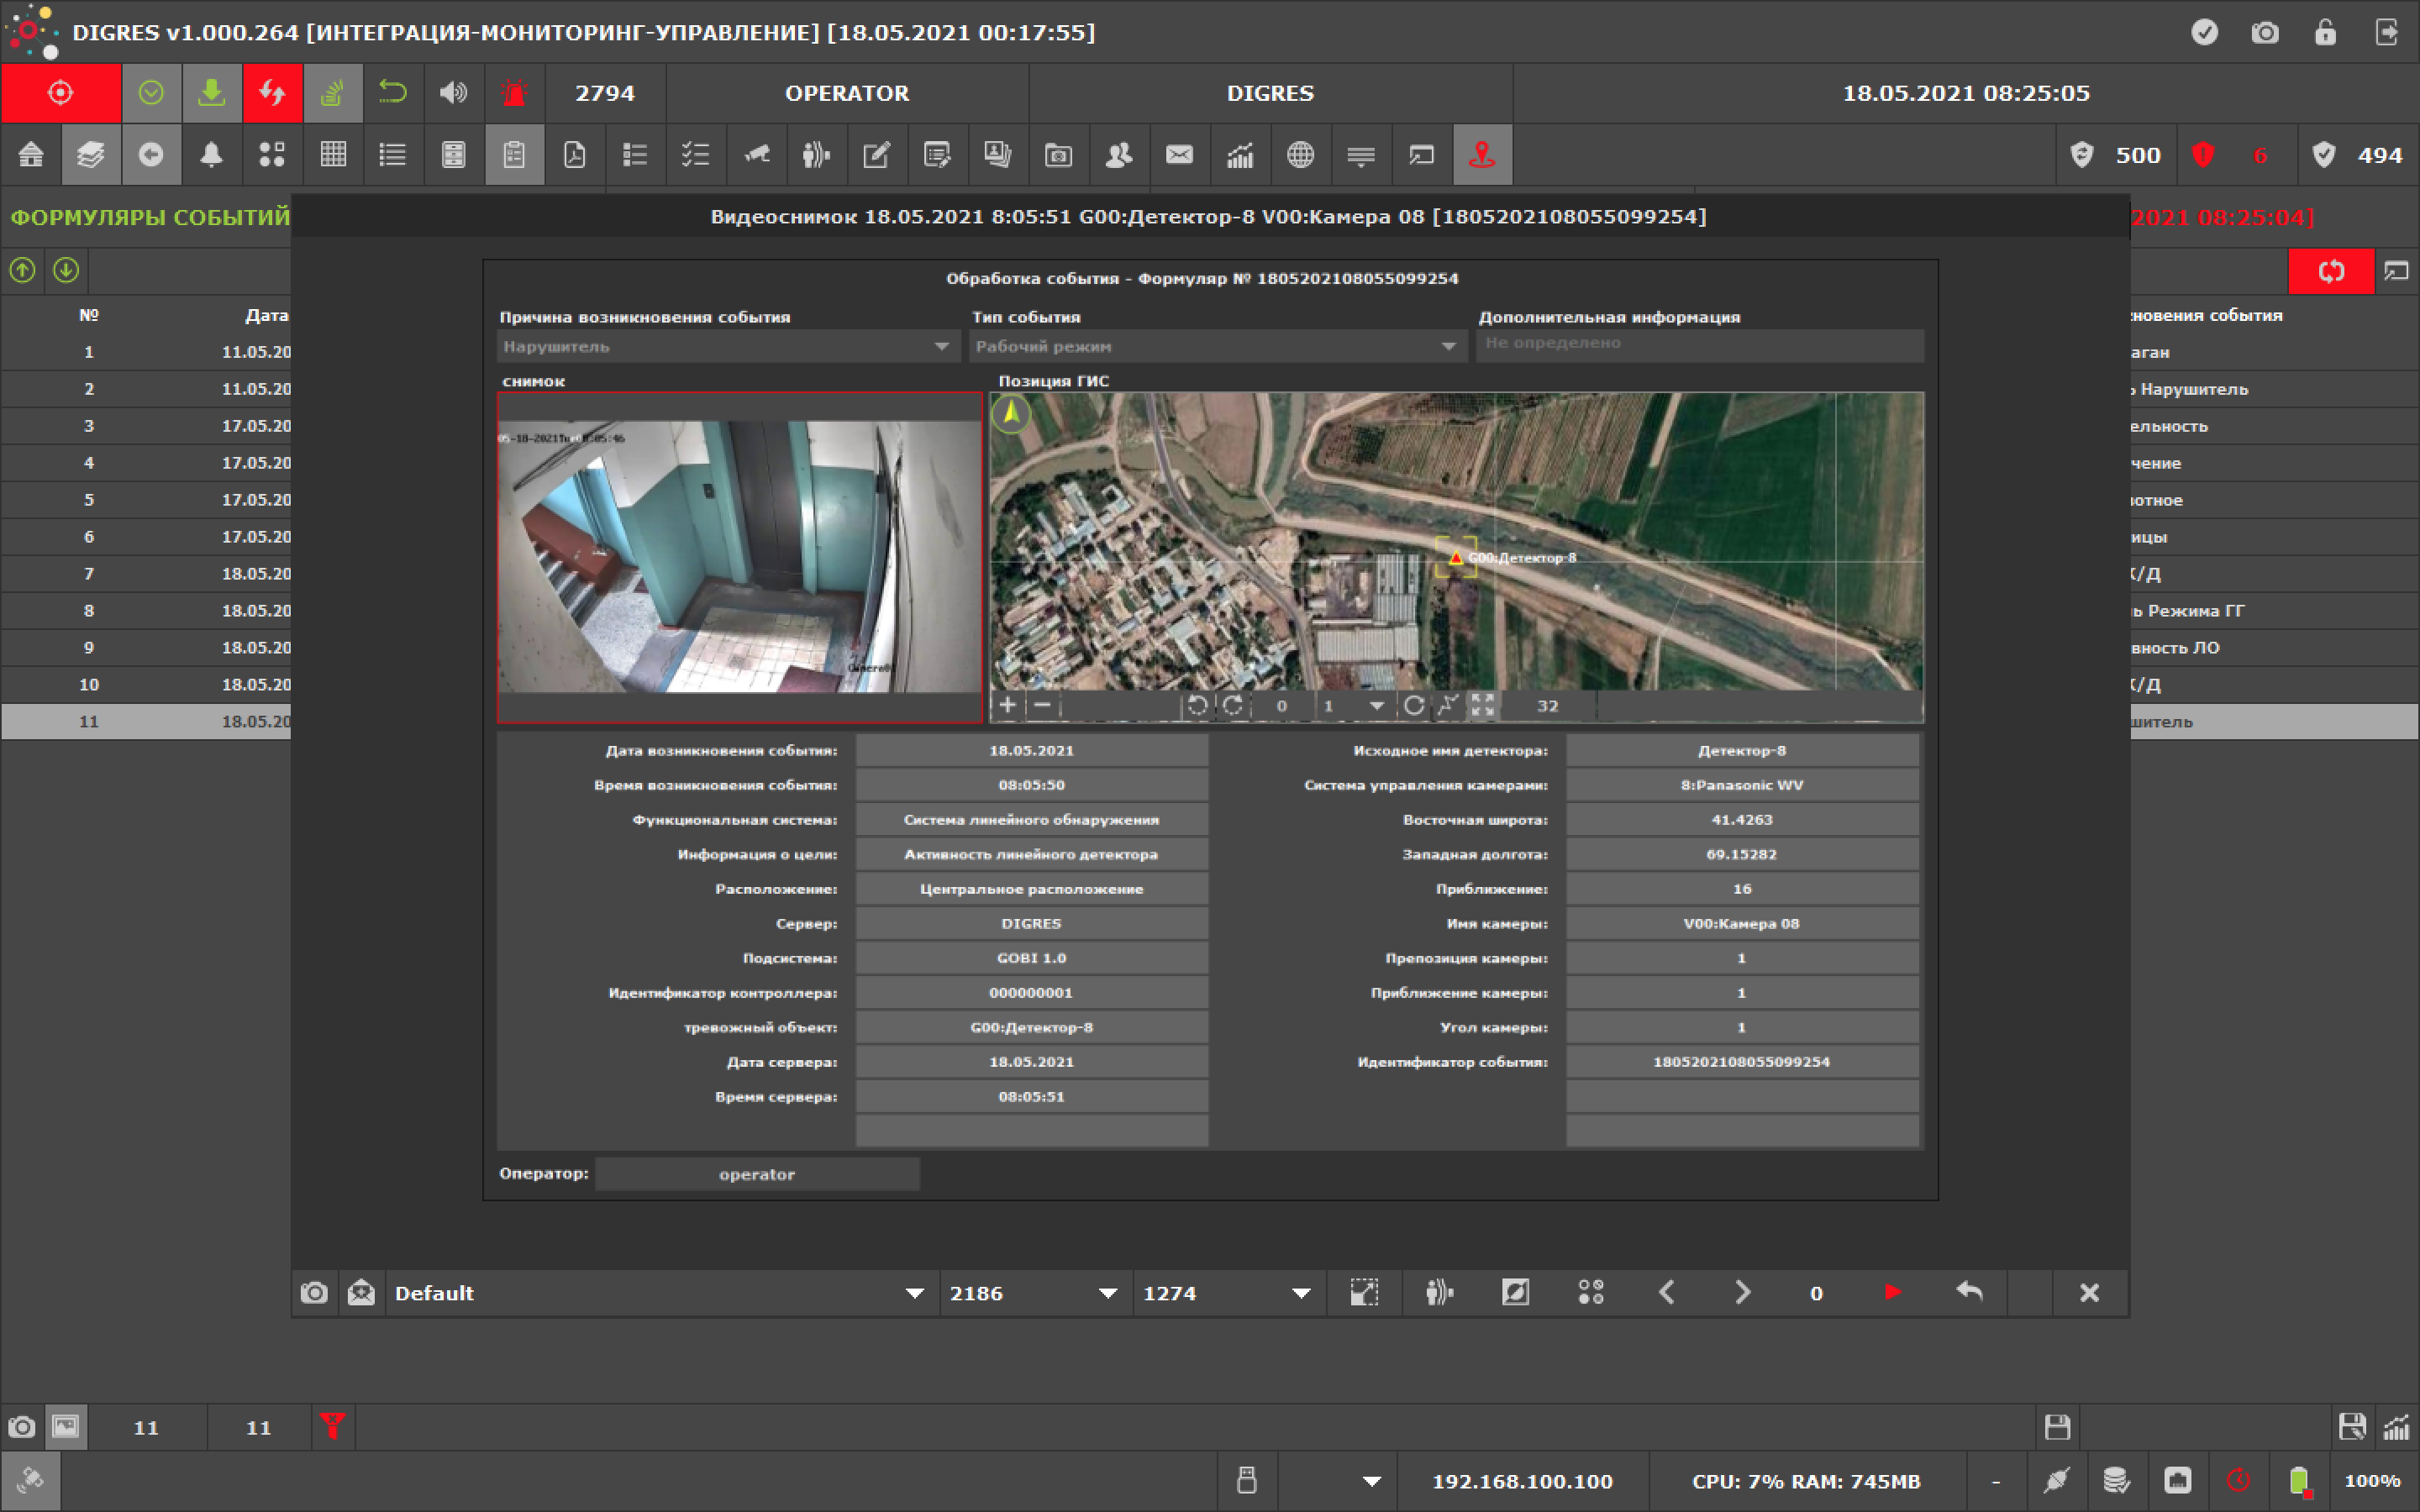 DIGRES v1.000.264 [ИНТЕГРАЦИЯ-МОНИТОРИНГ-УПРАВЛЕНИЕ] [18.05.2021 00:17:55]
2794 OPERATOR DIGRES 18.05.2021 08:25:05
500 6 494
ФОРМУЛЯРЫ СОБЫТИЙ
2021 08:25:04]
Видеоснимок 18.05.2021 8:05:51 G00:Детектор-8 V00:Камера 08 [1805202108055099254]
Обработка события - Формуляр № 1805202108055099254
Причина возникновения события Тип события Дополнительная информация
Нарушитель Рабочий режим Не определено
снимок Позиция ГИС
05-18-2021 08:05:46
G00:Детектор-8
0 1 32
№ Дата новения события
1 11.05.20 аган
2 11.05.20 ь Нарушитель
3 17.05.20 ельность
4 17.05.20 чение
5 17.05.20 вотное
6 17.05.20 ицы
7 18.05.20 К/Д
8 18.05.20 ь Режима ГГ
9 18.05.20 вность ЛО
10 18.05.20 К/Д
11 18.05.20 шитель
Дата возникновения события: 18.05.2021 Исходное имя детектора: Детектор-8
Время возникновения события: 08:05:50 Система управления камерами: 8:Panasonic WV
Функциональная система: Система линейного обнаружения Восточная широта: 41.4263
Информация о цели: Активность линейного детектора Западная долгота: 69.15282
Расположение: Центральное расположение Приближение: 16
Сервер: DIGRES Имя камеры: V00:Камера 08
Подсистема: GOBI 1.0 Препозиция камеры: 1
Идентификатор контроллера: 000000001 Приближение камеры: 1
тревожный объект: G00:Детектор-8 Угол камеры: 1
Дата сервера: 18.05.2021 Идентификатор события: 1805202108055099254
Время сервера: 08:05:51
Оператор: operator
Default 2186 1274 0
11 11
192.168.100.100 CPU: 7% RAM: 745MB - 100%